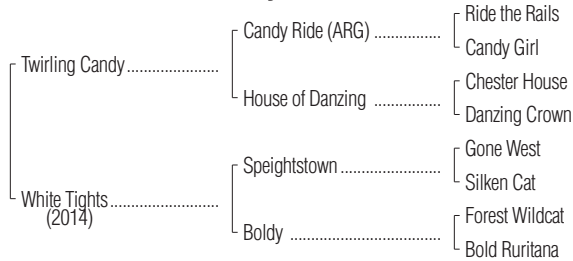 Ride the Rails
Candy Ride (ARG) ................
Candy Girl
Twirling Candy ......................
Chester House
House of Danzing ................
Danzing Crown
Gone West
Speightstown ........................
Silken Cat
White Tights..........................
(2014)
Forest Wildcat
Boldy ....................................
Bold Ruritana